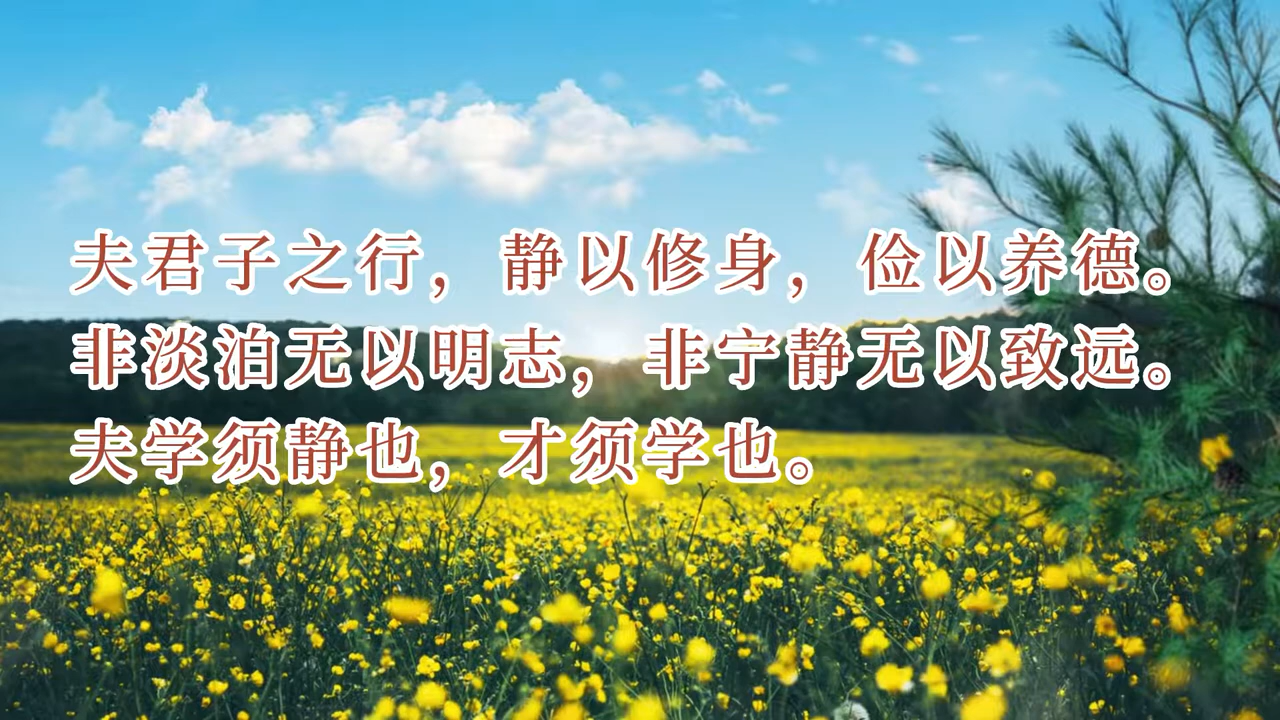 夫君子之行，静以修身，俭以养德。
非淡泊无以明志，非宁静无以致远。
夫学须静也，才须学也。